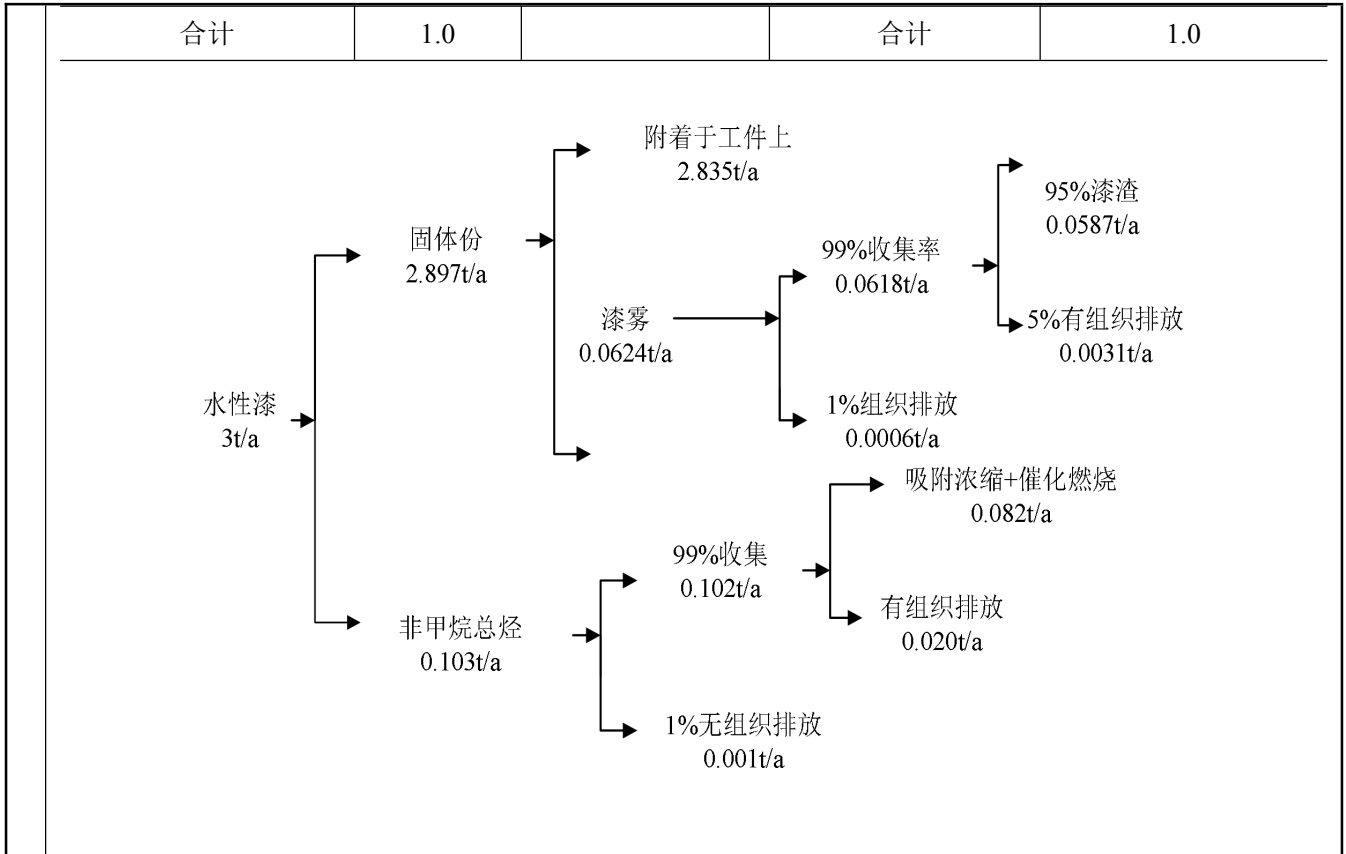 合计 1.0 合计 1.0
附着于工件上
2.835t/a
95%漆渣
0.0587t/a
固体份
2.897t/a
99%收集率
0.0618t/a
漆雾
0.0624t/a
5%有组织排放
0.0031t/a
水性漆
3t/a
1%组织排放
0.0006t/a
吸附浓缩+催化燃烧
0.082t/a
99%收集
0.102t/a
有组织排放
0.020t/a
非甲烷总烃
0.103t/a
1%无组织排放
0.001t/a